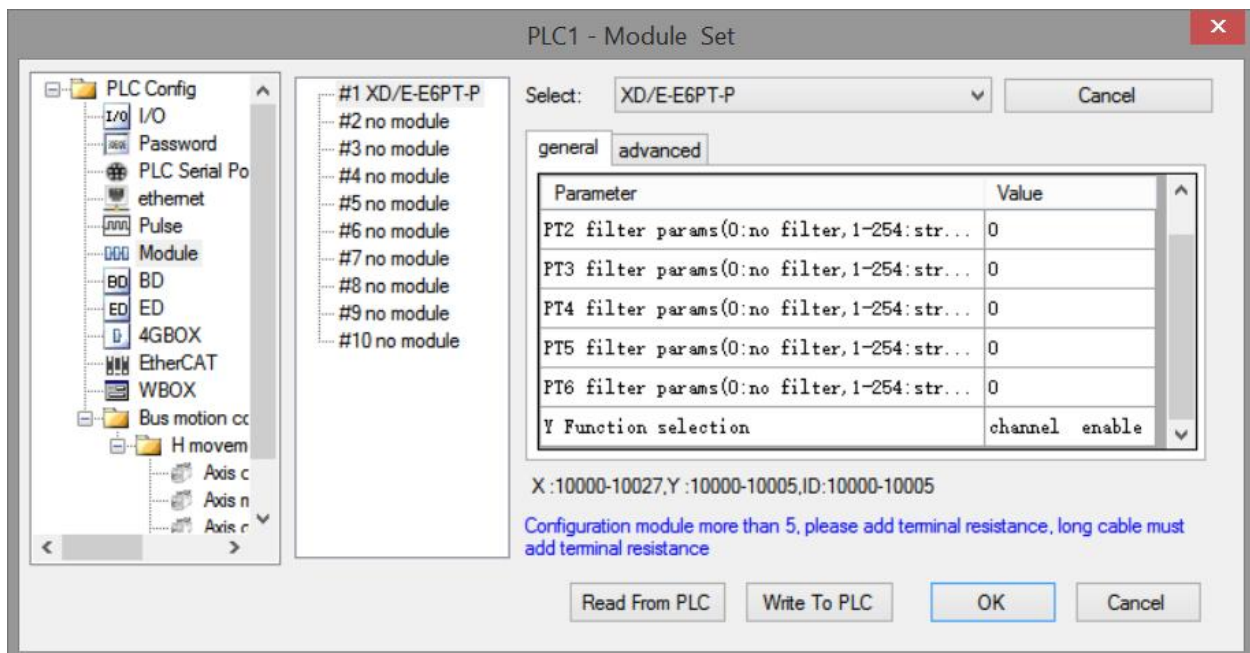 PLC1 - Module Set
PLC Config
I/O
Password
PLC Serial Po
ethernet
Pulse
Module
BD
ED
4GBOX
EtherCAT
WBOX
Bus motion cc
H movem
Axis c
Axis n
Axis c
#1 XD/E-E6PT-P
#2 no module
#3 no module
#4 no module
#5 no module
#6 no module
#7 no module
#8 no module
#9 no module
#10 no module
Select: XD/E-E6PT-P Cancel
general advanced
Parameter Value
PT2 filter params(0:no filter,1-254:str... 0
PT3 filter params(0:no filter,1-254:str... 0
PT4 filter params(0:no filter,1-254:str... 0
PT5 filter params(0:no filter,1-254:str... 0
PT6 filter params(0:no filter,1-254:str... 0
Y Function selection channel enable
X :10000-10027,Y :10000-10005,ID:10000-10005
Configuration module more than 5, please add terminal resistance, long cable must
add terminal resistance
Read From PLC Write To PLC OK Cancel